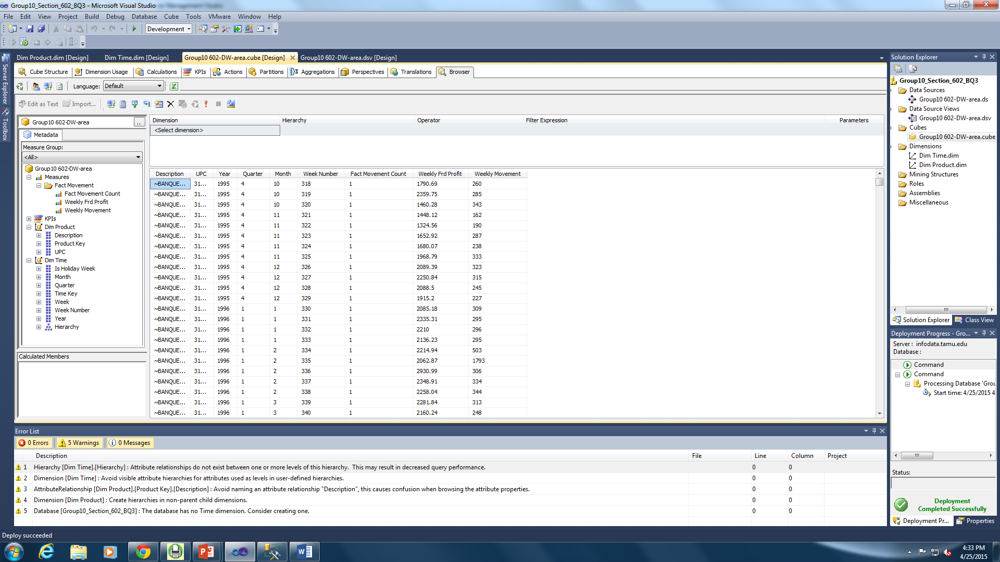 Group10_Section_602_BQ3 - Microsoft Visual Studio
File Edit View Project Build Debug Database Cube Tools VMware Window Help
Development
Dim Product.dim [Design] Dim Time.dim [Design] Group10 602-DW-area.cube [Design] Group10 602-DW-area.dsv [Design]
Cube Structure Dimension Usage Calculations KPIs Actions Partitions Aggregations Perspectives Translations Browser
Language: Default
Edit as Text Import...
Server Explorer
Toolbox
Group10 602-DW-area ..
Metadata
Measure Group:
<All>
Group10 602-DW-area
Measures
Fact Movement
Fact Movement Count
Weekly Frd Profit
Weekly Movement
KPIs
Dim Product
Description
Product Key
UPC
Dim Time
Is Holiday Week
Month
Quarter
Time Key
Week
Week Number
Year
Hierarchy
Calculated Members
Dimension Hierarchy Operator Filter Expression Parameters
<Select dimension>
Description UPC Year Quarter Month Week Number Fact Movement Count Weekly Frd Profit Weekly Movement
~BANQUE... 31... 1995 4 10 318 1 1790.69 260
~BANQUE... 31... 1995 4 10 319 1 2359.75 285
~BANQUE... 31... 1995 4 10 320 1 1460.28 343
~BANQUE... 31... 1995 4 11 321 1 1448.12 162
~BANQUE... 31... 1995 4 11 322 1 1324.56 190
~BANQUE... 31... 1995 4 11 323 1 1652.92 287
~BANQUE... 31... 1995 4 11 324 1 1680.07 238
~BANQUE... 31... 1995 4 11 325 1 1968.79 333
~BANQUE... 31... 1995 4 12 326 1 2089.39 323
~BANQUE... 31... 1995 4 12 327 1 2250.84 315
~BANQUE... 31... 1995 4 12 328 1 2088.5 245
~BANQUE... 31... 1995 4 12 329 1 1915.2 227
~BANQUE... 31... 1996 1 1 330 1 2085.18 309
~BANQUE... 31... 1996 1 1 331 1 2335.31 295
~BANQUE... 31... 1996 1 1 332 1 2210 296
~BANQUE... 31... 1996 1 1 333 1 2136.23 295
~BANQUE... 31... 1996 1 2 334 1 2214.94 503
~BANQUE... 31... 1996 1 2 335 1 2062.87 1793
~BANQUE... 31... 1996 1 2 336 1 2930.99 306
~BANQUE... 31... 1996 1 2 337 1 2348.91 334
~BANQUE... 31... 1996 1 2 338 1 2258.04 344
~BANQUE... 31... 1996 1 3 339 1 2281.84 313
~BANQUE... 31... 1996 1 3 340 1 2160.24 248
Solution Explorer
Group10_Section_602_BQ3
Data Sources
Group10 602-DW-area.ds
Data Source Views
Group10 602-DW-area.dsv
Cubes
Group10 602-DW-area.cube
Dimensions
Dim Time.dim
Dim Product.dim
Mining Structures
Roles
Assemblies
Miscellaneous
Solution Explorer Class View
Deployment Progress - Gro...
Server : infodata.tamu.edu
Database :
Command
Command
Processing Database 'Grou
Start time: 4/25/2015 4
Status:
Deployment
Completed Successfully
Deployment Pr... Properties
Error List
0 Errors 5 Warnings 0 Messages
Description File Line Column Project
1 Hierarchy [Dim Time].[Hierarchy] : Attribute relationships do not exist between one or more levels of this hierarchy. This may result in decreased query performance. 0 0
2 Dimension [Dim Time] : Avoid visible attribute hierarchies for attributes used as levels in user-defined hierarchies. 0 0
3 AttributeRelationship [Dim Product].[Product Key].[Description] : Avoid naming an attribute relationship "Description", this causes confusion when browsing the attribute properties. 0 0
4 Dimension [Dim Product] : Create hierarchies in non-parent child dimensions. 0 0
5 Database [Group10_Section_602_BQ3] : The database has no Time dimension. Consider creating one. 0 0
Deploy succeeded
4:33 PM
4/25/2015